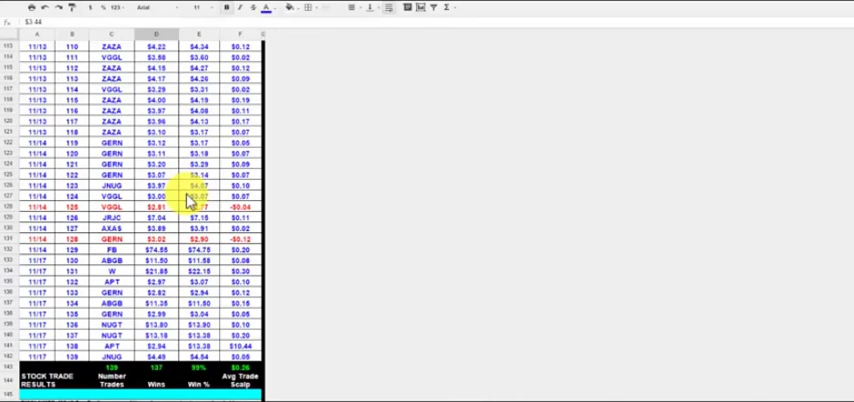 $ % 123 Arial 11 B
fx $3.44
A B C D E F G
113 11/13 110 ZAZA $4.22 $4.34 $0.12
114 11/13 111 VGGL $3.58 $3.60 $0.02
115 11/13 112 ZAZA $4.15 $4.27 $0.12
116 11/13 113 ZAZA $4.17 $4.26 $0.09
117 11/13 114 VGGL $3.29 $3.31 $0.02
118 11/13 115 ZAZA $4.00 $4.19 $0.19
119 11/13 116 ZAZA $3.97 $4.08 $0.11
120 11/13 117 ZAZA $3.96 $4.13 $0.17
121 11/13 118 ZAZA $3.10 $3.17 $0.07
122 11/14 119 GERN $3.12 $3.17 $0.05
123 11/14 120 GERN $3.11 $3.18 $0.07
124 11/14 121 GERN $3.20 $3.29 $0.09
125 11/14 122 GERN $3.07 $3.14 $0.07
126 11/14 123 JNUG $3.97 $4.07 $0.10
127 11/14 124 VGGL $3.00 $3.07 $0.07
128 11/14 125 VGGL $2.81 -$0.04
129 11/14 126 JRJC $7.04 $7.15 $0.11
130 11/14 127 AXAS $3.89 $3.91 $0.02
131 11/14 128 GERN $3.02 $2.90 -$0.12
132 11/14 129 FB $74.55 $74.75 $0.20
133 11/17 130 ABGB $11.50 $11.58 $0.08
134 11/17 131 W $21.85 $22.15 $0.30
135 11/17 132 APT $2.97 $3.07 $0.10
136 11/17 133 GERN $2.82 $2.94 $0.12
137 11/17 134 ABGB $11.35 $11.50 $0.15
138 11/17 135 GERN $2.99 $3.04 $0.05
139 11/17 136 NUGT $13.80 $13.90 $0.10
140 11/17 137 NUGT $13.18 $13.38 $0.20
141 11/17 138 APT $2.94 $13.38 $10.44
142 11/17 139 JNUG $4.49 $4.54 $0.05
143 139 137 99% $0.26
144 STOCK TRADE RESULTS Number Trades Wins Win % Avg Trade Scalp
145